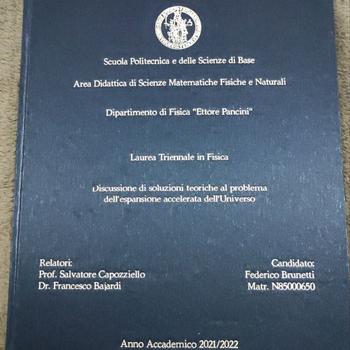 Scuola Politecnica e delle Scienze di Base
Area Didattica di Scienze Matematiche Fisiche e Naturali
Dipartimento di Fisica "Ettore Pancini"
Laurea Triennale in Fisica
Discussione di soluzioni teoriche al problema
dell'espansione accelerata dell'Universo
Relatori:
Prof. Salvatore Capozziello
Dr. Francesco Bajardi
Candidato:
Federico Brunetti
Matr. N85000650
Anno Accademico 2021/2022